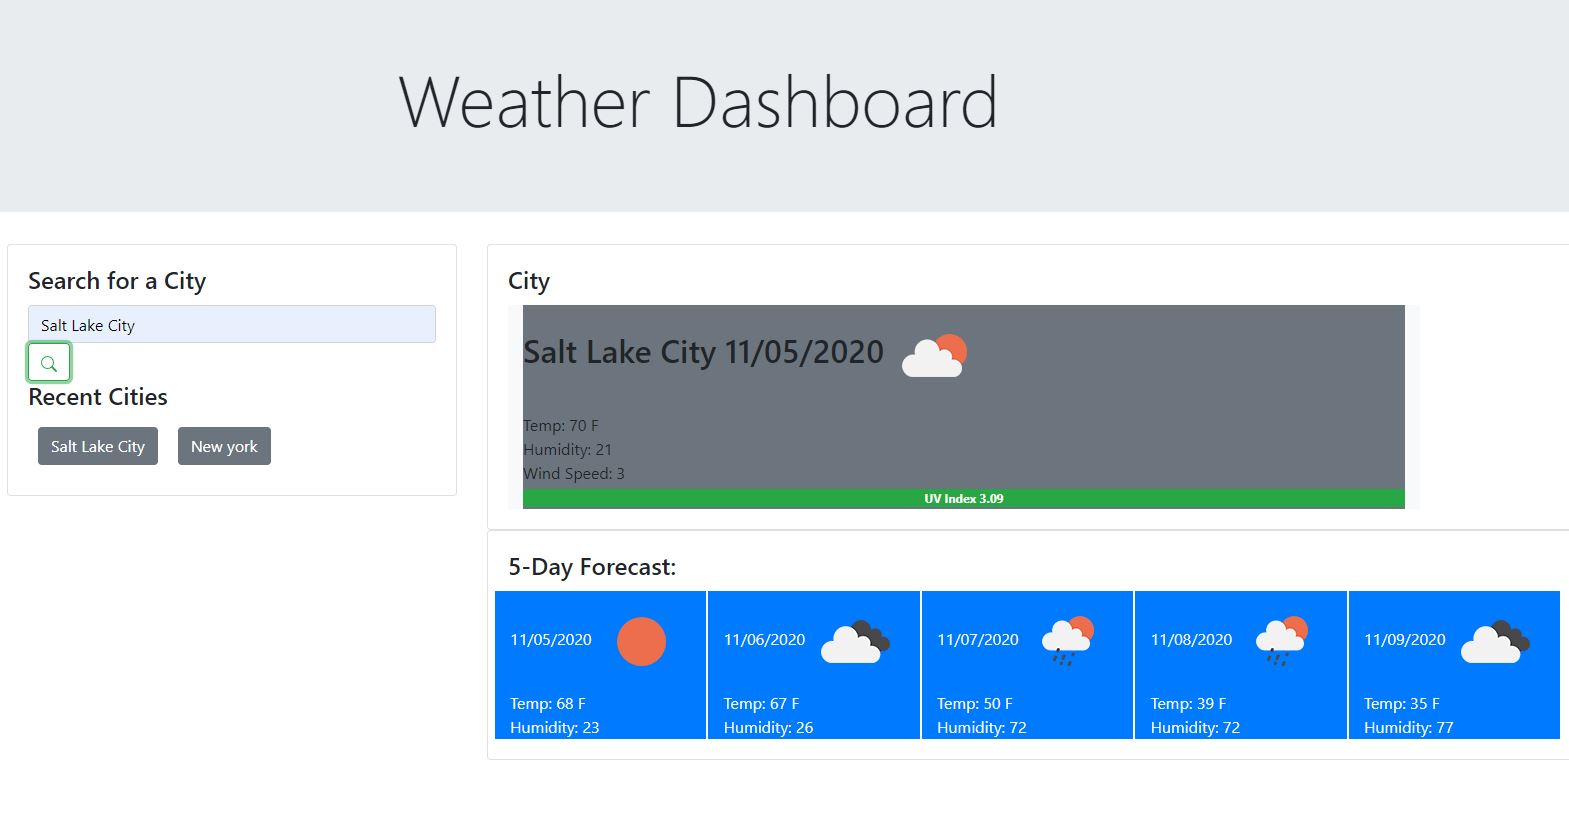 Weather Dashboard
Search for a City
Salt Lake City
Recent Cities
Salt Lake City New york
City
Salt Lake City 11/05/2020
Temp: 70 F
Humidity: 21
Wind Speed: 3
UV Index 3.09
5-Day Forecast:
11/05/2020
Temp: 68 F
Humidity: 23
11/06/2020
Temp: 67 F
Humidity: 26
11/07/2020
Temp: 50 F
Humidity: 72
11/08/2020
Temp: 39 F
Humidity: 72
11/09/2020
Temp: 35 F
Humidity: 77